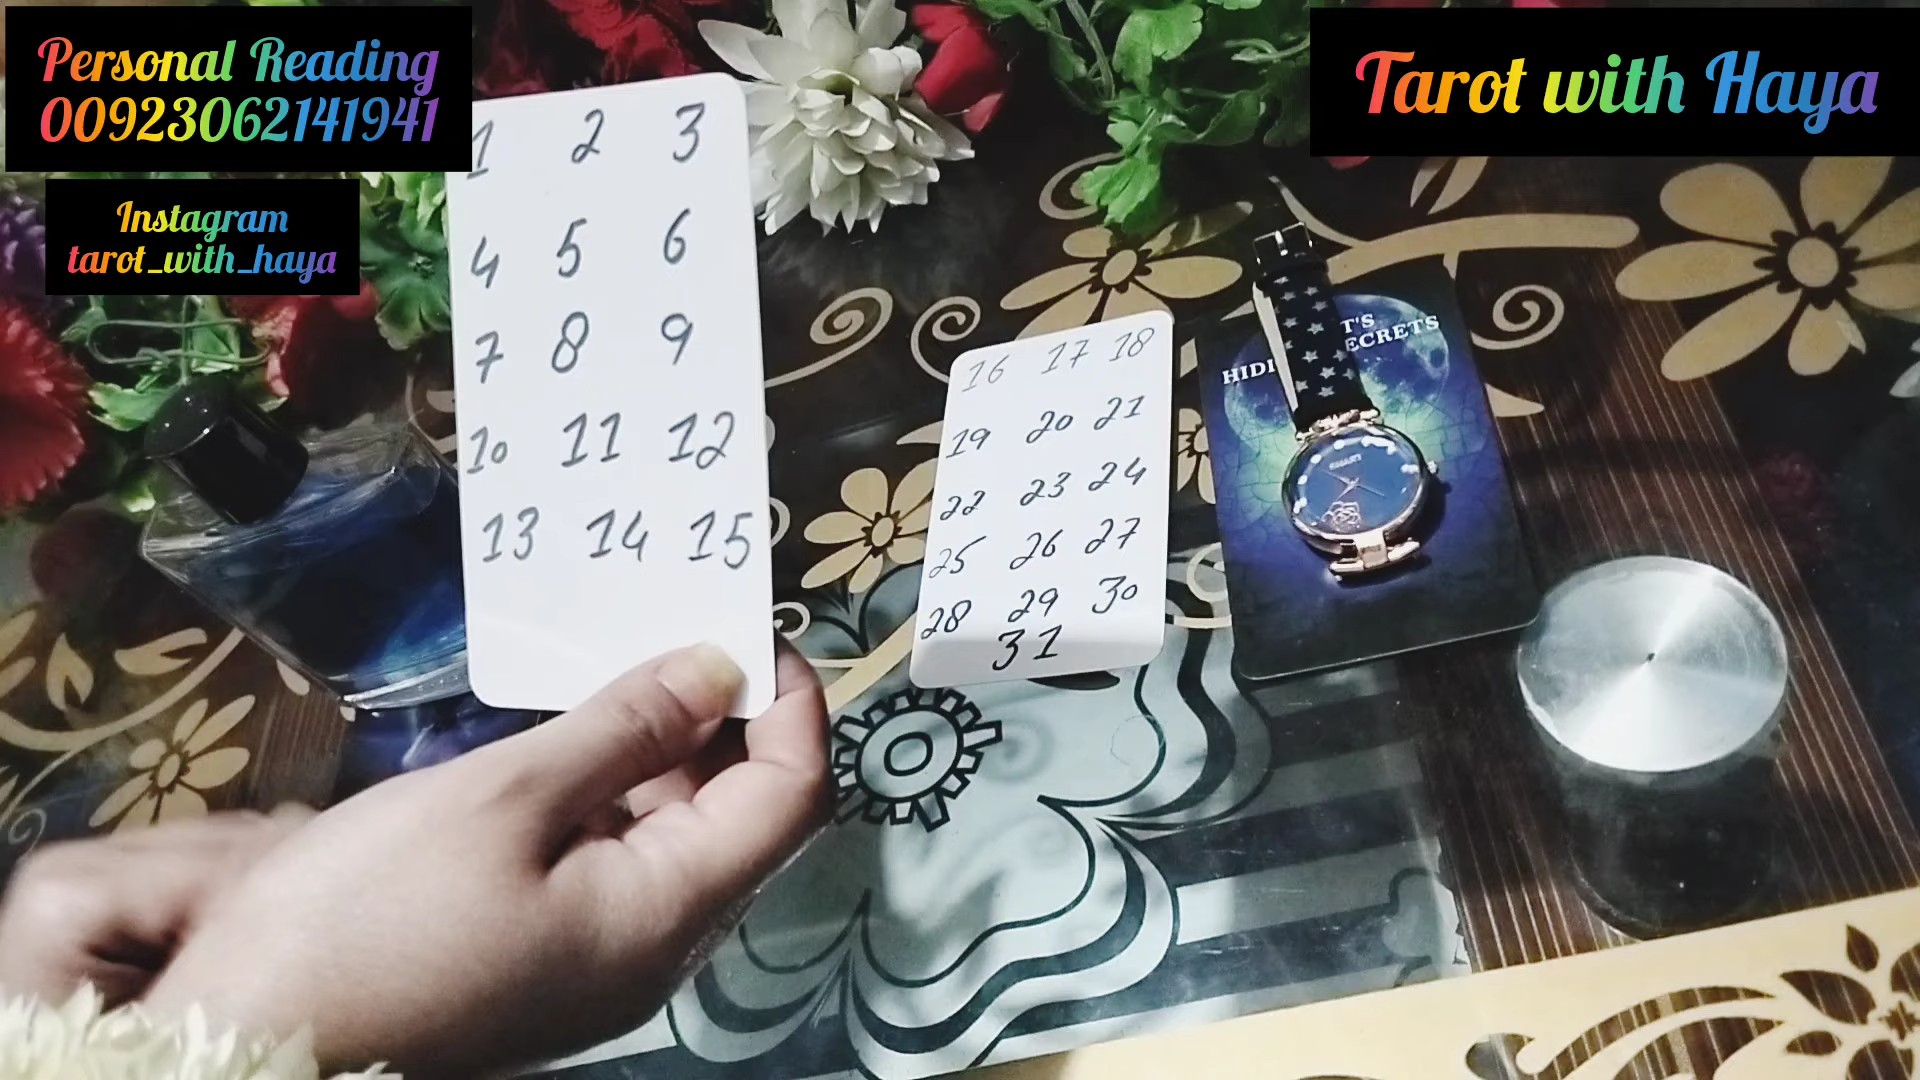 Personal Reading
00923062141941
Instagram
tarot_with_haya
Tarot with Haya
1 2 3
4 5 6
7 8 9
10 11 12
13 14 15
16 17 18
19 20 21
22 23 24
25 26 27
28 29 30
31
T'S
HIDD ECRETS